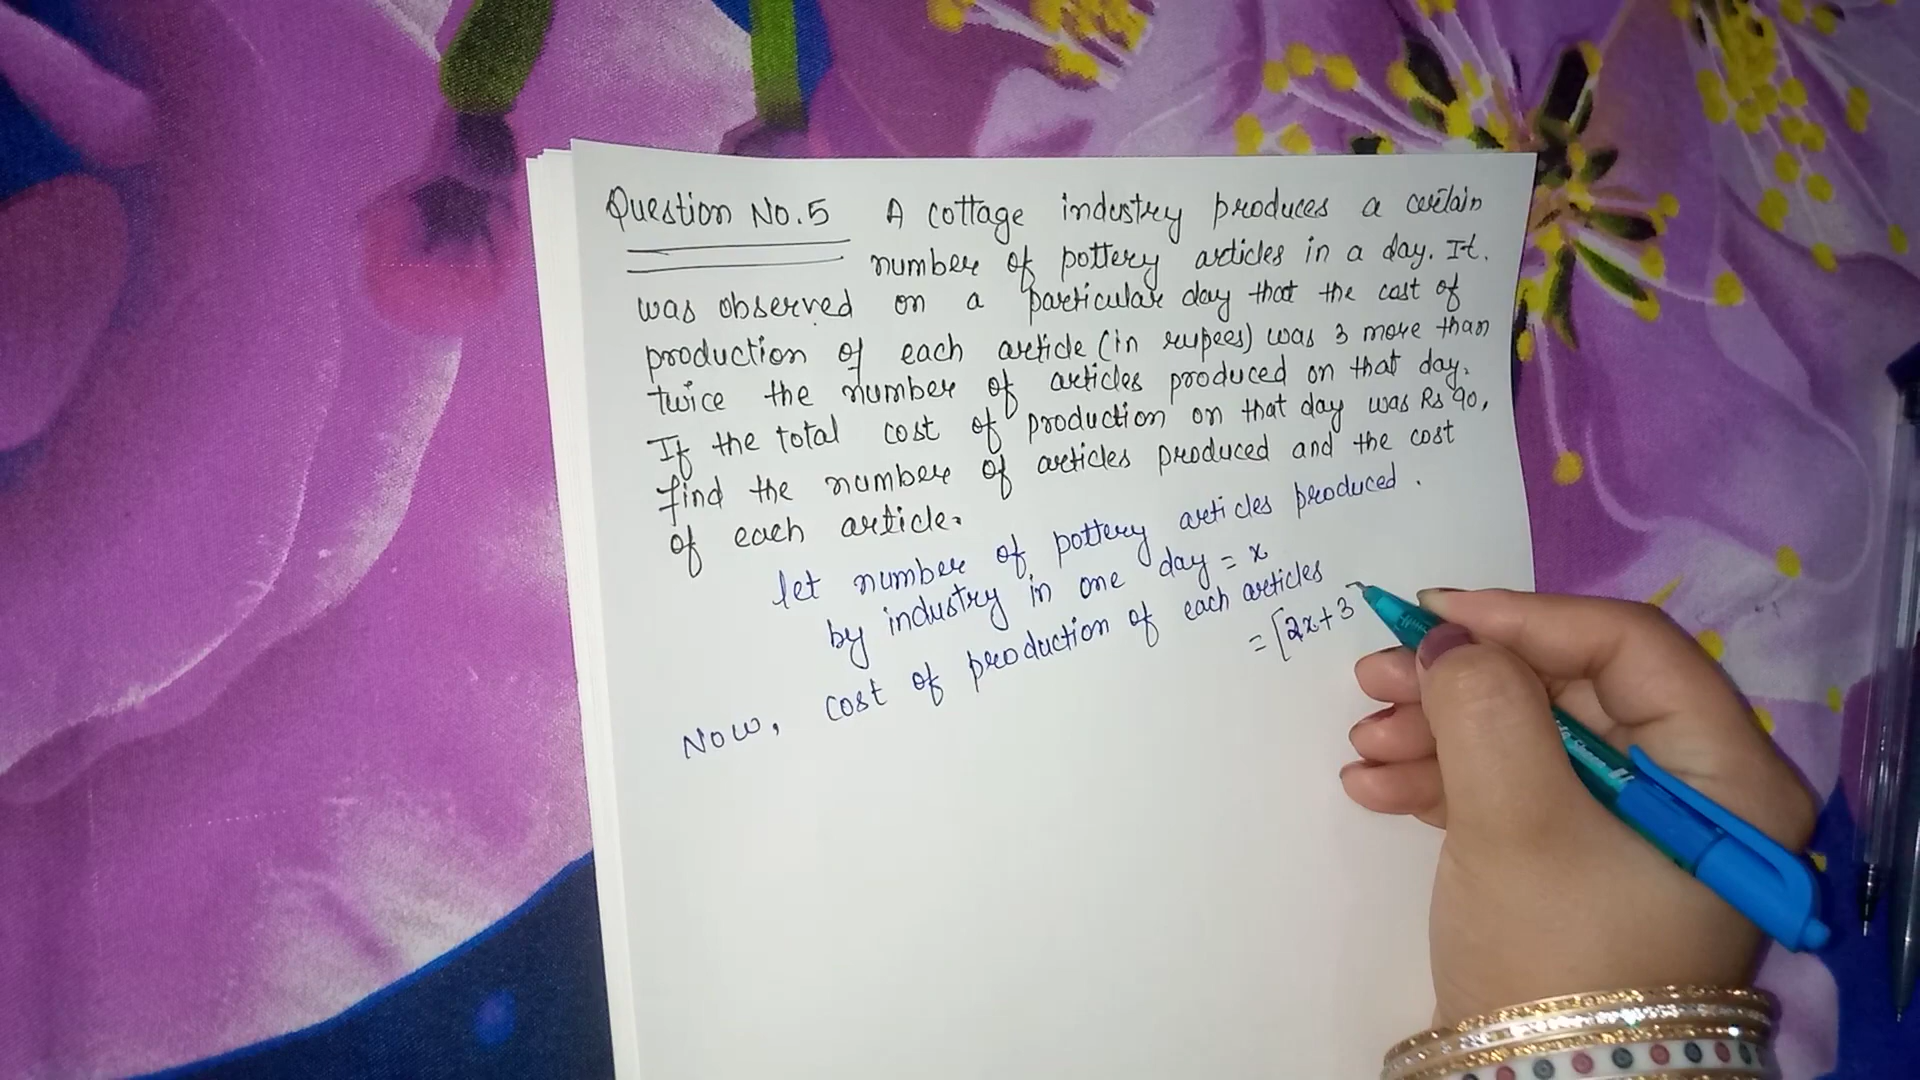 Question No.5 A cottage industry produces a certain
number of pottery articles in a day. It.
was observed on a particular day that the cost of
production of each article (in rupees) was 3 more than
twice the number of articles produced on that day.
If the total cost of production on that day was Rs 90,
find the number of articles produced and the cost
of each article.
let number of pottery articles produced.
by industry in one day = x
Now, cost of production of each articles
= [2x+3